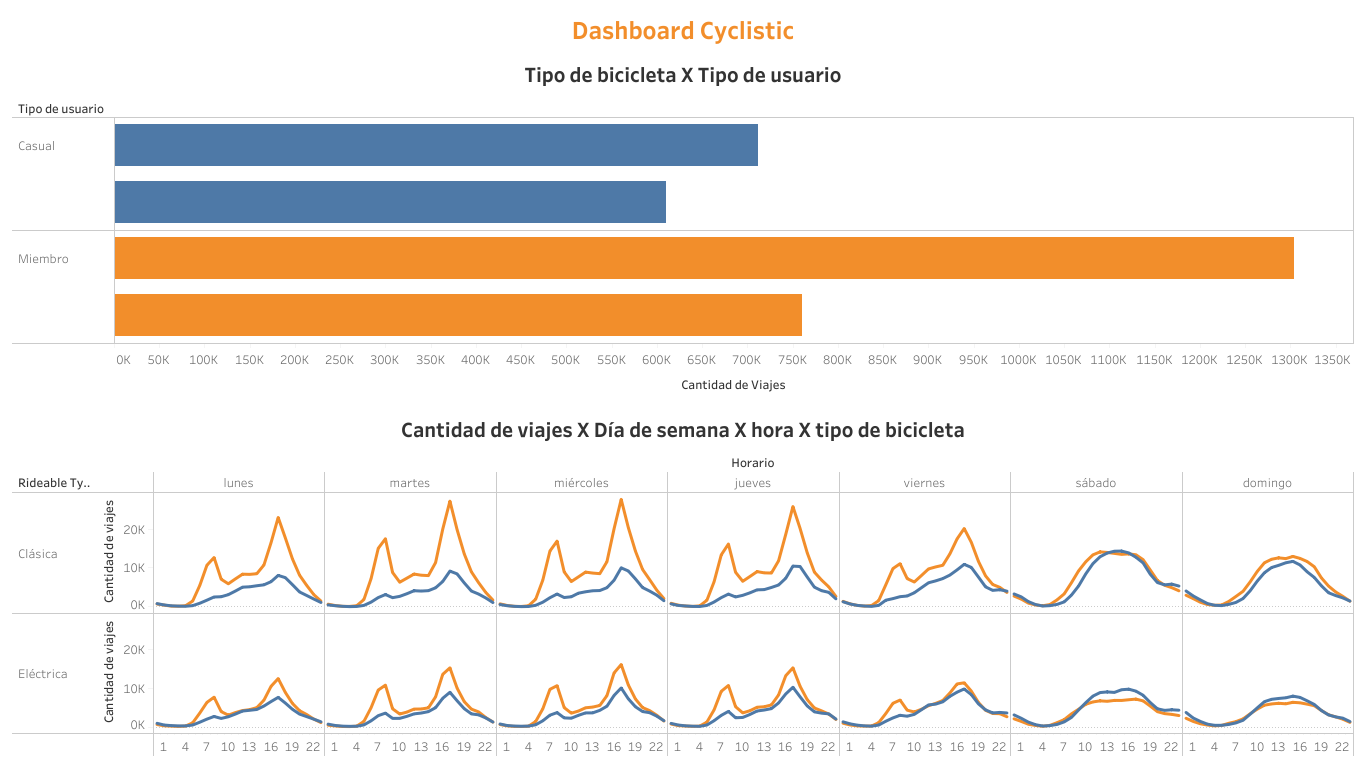 Dashboard Cyclistic
Tipo de bicicleta X Tipo de usuario
Tipo de usuario
Casual
Miembro
0K 50K 100K 150K 200K 250K 300K 350K 400K 450K 500K 550K 600K 650K 700K 750K 800K 850K 900K 950K 1000K 1050K 1100K 1150K 1200K 1250K 1300K 1350K
Cantidad de Viajes
Cantidad de viajes X Día de semana X hora X tipo de bicicleta
Horario
Rideable Ty.. lunes martes miércoles jueves viernes sábado domingo
Clásica
Cantidad de viajes
20K
10K
0K
Eléctrica
Cantidad de viajes
20K
10K
0K
1 4 7 10 13 16 19 22 1 4 7 10 13 16 19 22 1 4 7 10 13 16 19 22 1 4 7 10 13 16 19 22 1 4 7 10 13 16 19 22 1 4 7 10 13 16 19 22 1 4 7 10 13 16 19 22